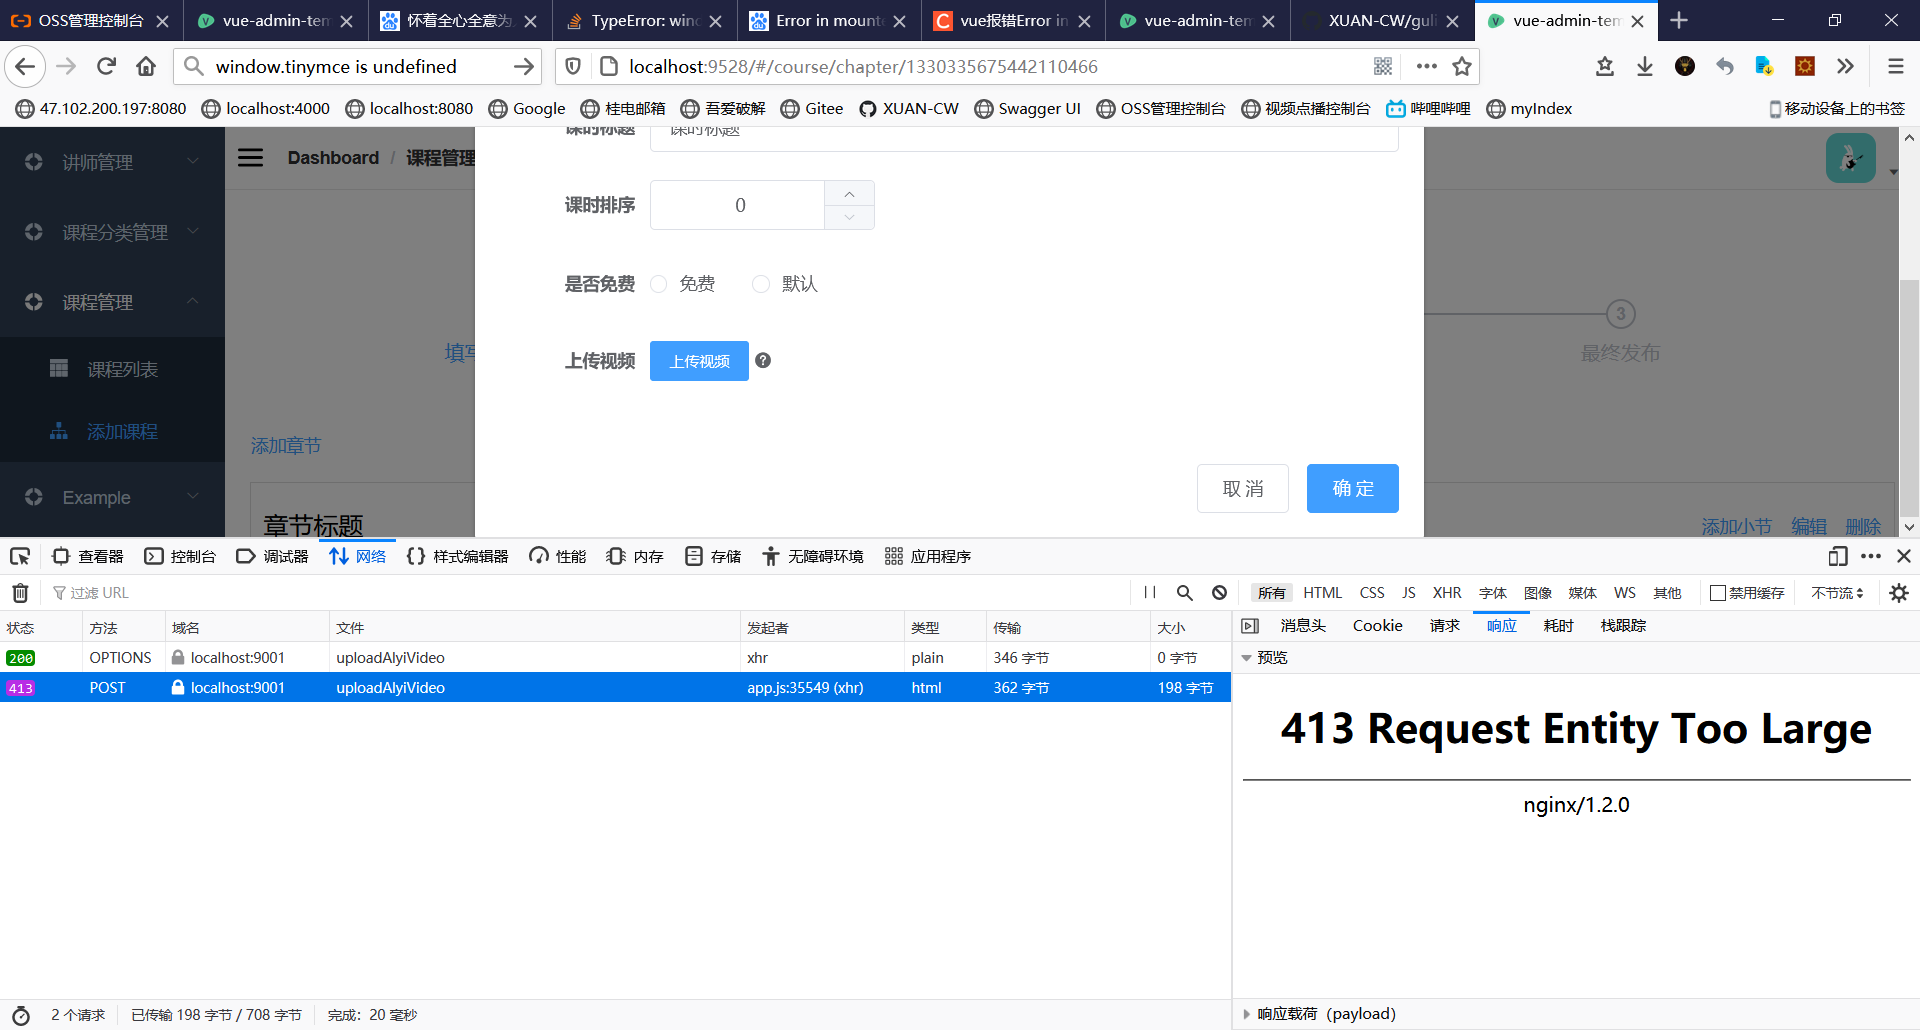 OSS管理控制台
vue-admin-tem
怀着全心全意为
TypeError: wind
Error in mounte
vue报错Error in
vue-admin-tem
XUAN-CW/guli
vue-admin-tem
window.tinymce is undefined
localhost:9528/#/course/chapter/1330335675442110466
47.102.200.197:8080
localhost:4000
localhost:8080
Google
桂电邮箱
吾爱破解
Gitee
XUAN-CW
Swagger UI
OSS管理控制台
视频点播控制台
哔哩哔哩
myIndex
移动设备上的书签
讲师管理
课程分类管理
课程管理
课程列表
添加课程
Example
Dashboard / 课程管理
填写
添加章节
章节标题
课时标题
课时标题
课时排序
0
是否免费
免费
默认
上传视频
上传视频
取 消
确 定
3
最终发布
添加小节
编辑
删除
查看器
控制台
调试器
网络
样式编辑器
性能
内存
存储
无障碍环境
应用程序
过滤 URL
所有
HTML
CSS
JS
XHR
字体
图像
媒体
WS
其他
禁用缓存
不节流
状态
方法
域名
文件
发起者
类型
传输
大小
200
OPTIONS
localhost:9001
uploadAlyiVideo
xhr
plain
346 字节
0 字节
413
POST
localhost:9001
uploadAlyiVideo
app.js:35549 (xhr)
html
362 字节
198 字节
消息头
Cookie
请求
响应
耗时
栈跟踪
预览
413 Request Entity Too Large
nginx/1.2.0
响应载荷 (payload)
2 个请求
已传输 198 字节 / 708 字节
完成：20 毫秒